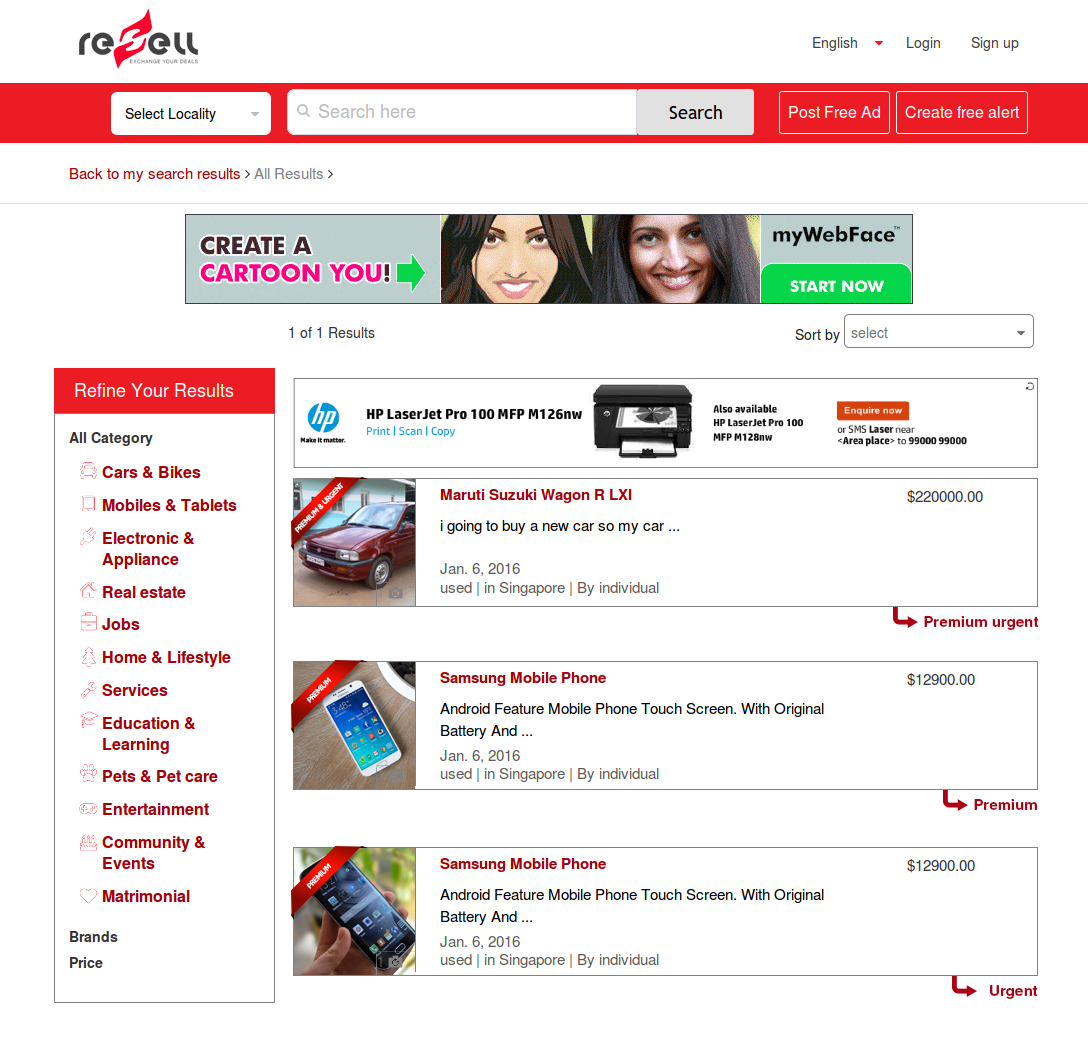 reSell
EXCHANGE YOUR DEALS
English
Login
Sign up
Select Locality
Search here
Search
Post Free Ad
Create free alert
Back to my search results > All Results >
CREATE A
CARTOON YOU!
myWebFace™
START NOW
1 of 1 Results
Sort by
select
Refine Your Results
All Category
Cars & Bikes
Mobiles & Tablets
Electronic &
Appliance
Real estate
Jobs
Home & Lifestyle
Services
Education &
Learning
Pets & Pet care
Entertainment
Community &
Events
Matrimonial
Brands
Price
hp
Make it matter.
HP LaserJet Pro 100 MFP M126nw
Print | Scan | Copy
Also available
HP LaserJet Pro 100
MFP M128nw
Enquire now
or SMS Laser near
<Area place> to 99000 99000
PREMIUM & URGENT
Maruti Suzuki Wagon R LXI
$220000.00
i going to buy a new car so my car ...
Jan. 6, 2016
used | in Singapore | By individual
Premium urgent
PREMIUM
Samsung Mobile Phone
$12900.00
Android Feature Mobile Phone Touch Screen. With Original
Battery And ...
Jan. 6, 2016
used | in Singapore | By individual
Premium
PREMIUM
Samsung Mobile Phone
$12900.00
Android Feature Mobile Phone Touch Screen. With Original
Battery And ...
Jan. 6, 2016
used | in Singapore | By individual
1
Urgent